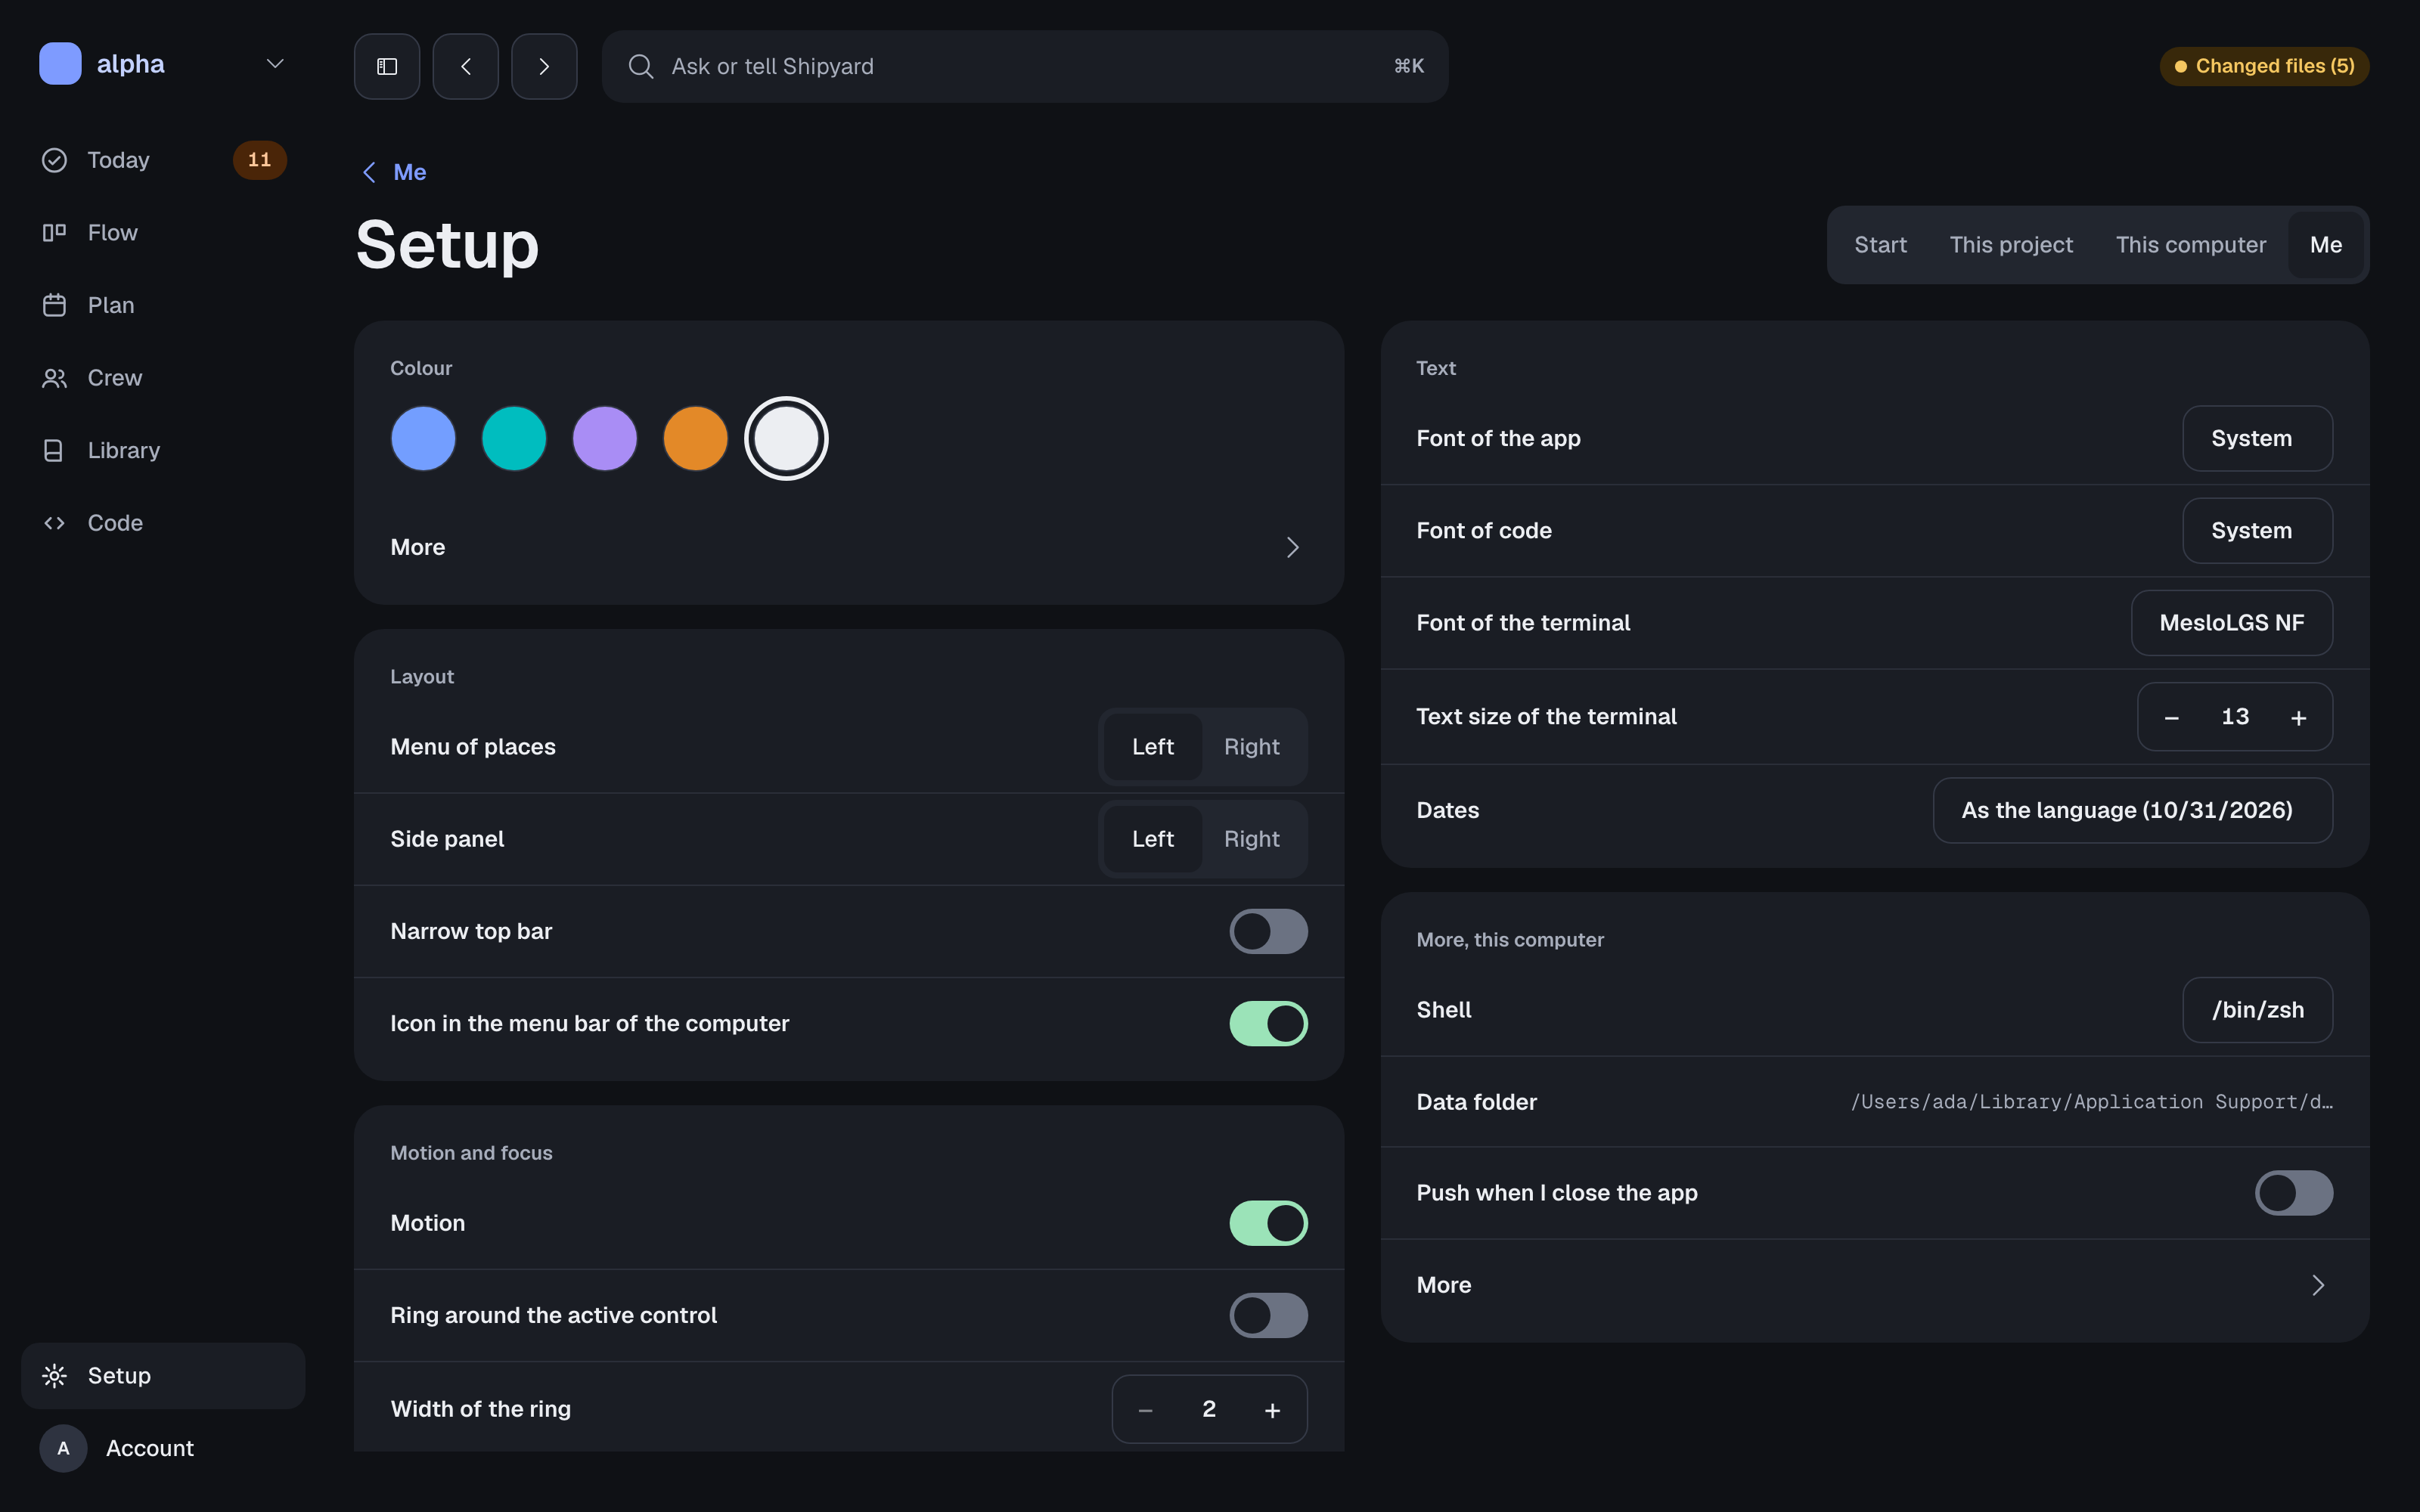 alpha
Ask or tell Shipyard
⌘K
Changed files (5)
Today
11
Flow
Plan
Crew
Library
Code
Setup
A
Account
Me
Setup
Start
This project
This computer
Me
Colour
More
Layout
Menu of places
Left
Right
Side panel
Left
Right
Narrow top bar
Icon in the menu bar of the computer
Motion and focus
Motion
Ring around the active control
Width of the ring
− 2 +
Text
Font of the app
System
Font of code
System
Font of the terminal
MesloLGS NF
Text size of the terminal
− 13 +
Dates
As the language (10/31/2026)
More, this computer
Shell
/bin/zsh
Data folder
/Users/ada/Library/Application Support/d…
Push when I close the app
More